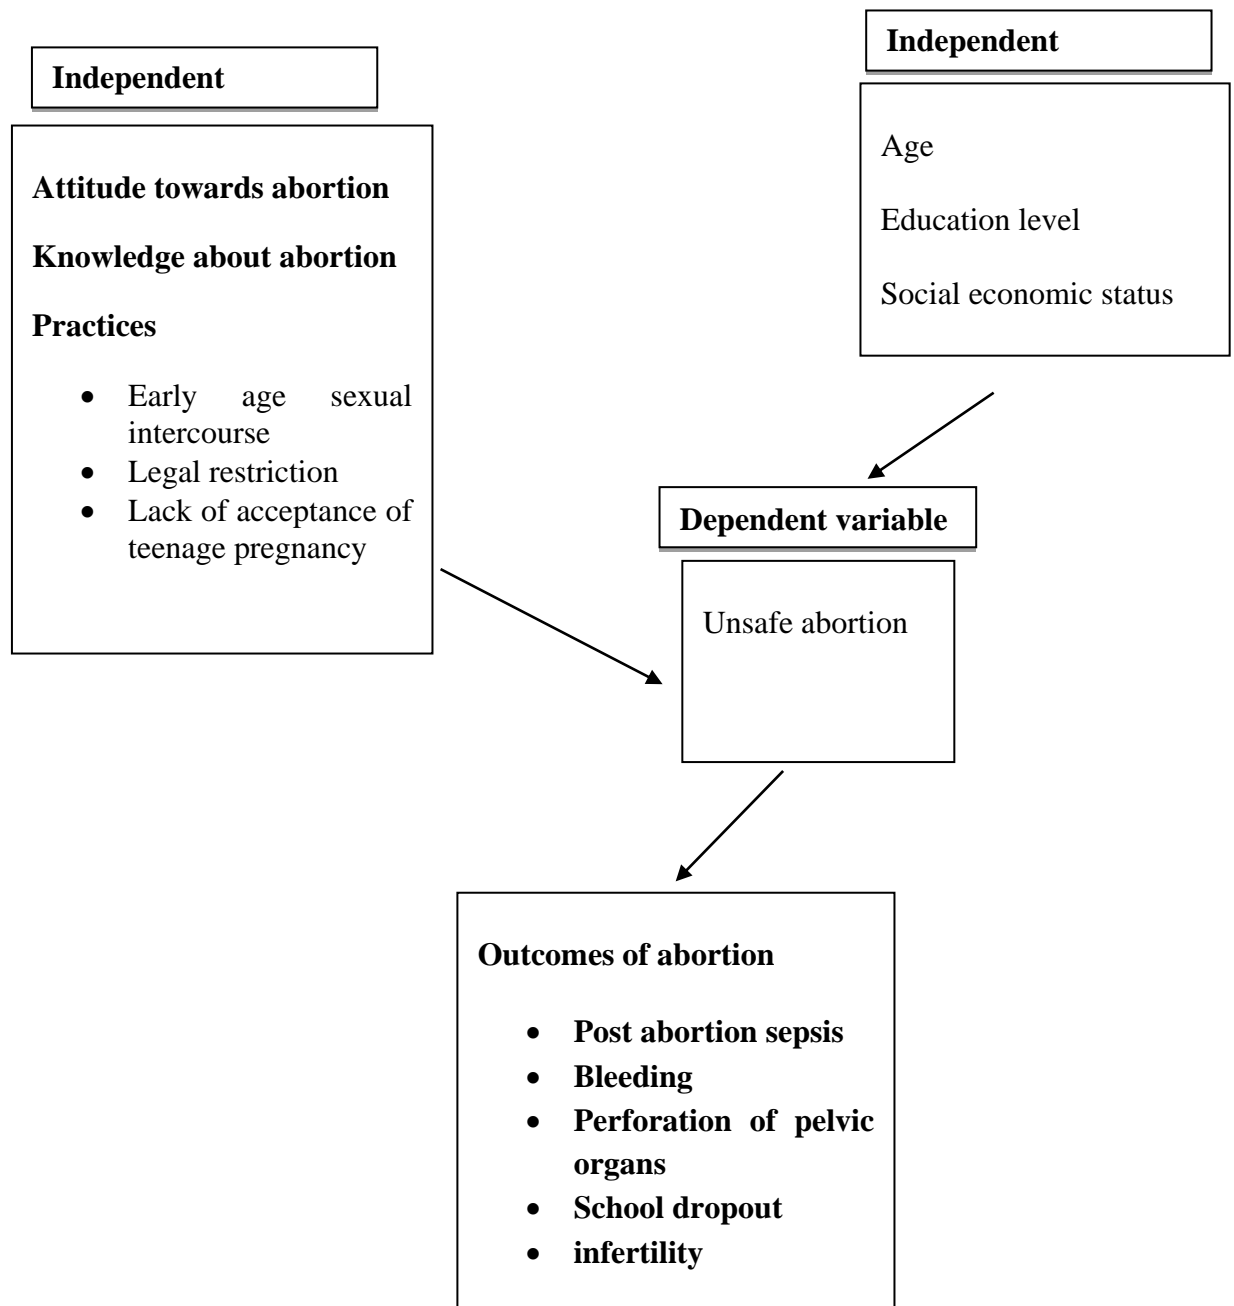 Independent
Attitude towards abortion
Knowledge about abortion
Practices
• Early age sexual
intercourse
• Legal restriction
• Lack of acceptance of
teenage pregnancy
Independent
Age
Education level
Social economic status
Dependent variable
Unsafe abortion
Outcomes of abortion
• Post abortion sepsis
• Bleeding
• Perforation of pelvic
organs
• School dropout
• infertility